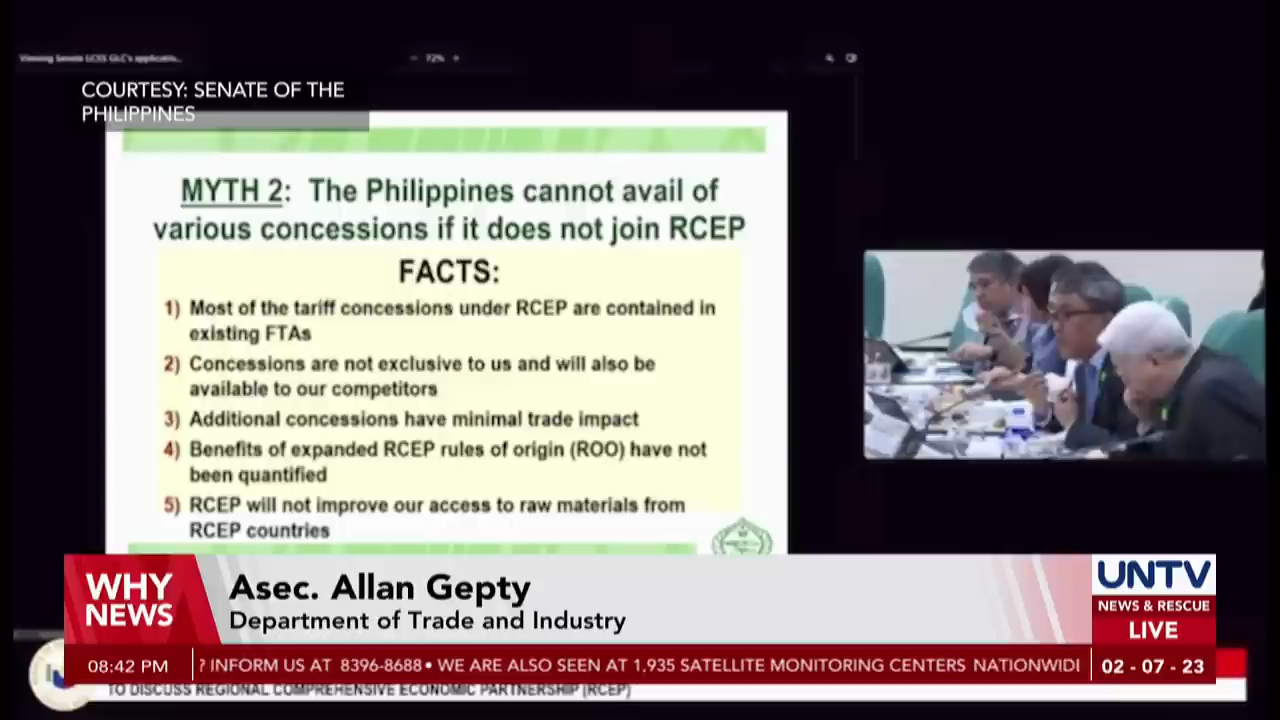 COURTESY: SENATE OF THE
PHILIPPINES
MYTH 2: The Philippines cannot avail of
various concessions if it does not join RCEP
FACTS:
1) Most of the tariff concessions under RCEP are contained in
existing FTAs
2) Concessions are not exclusive to us and will also be
available to our competitors
3) Additional concessions have minimal trade impact
4) Benefits of expanded RCEP rules of origin (ROO) have not
been quantified
5) RCEP will not improve our access to raw materials from
RCEP countries
WHY
NEWS
Asec. Allan Gepty
Department of Trade and Industry
UNTV
NEWS & RESCUE
LIVE
08:42 PM
? INFORM US AT 8396-8688• WE ARE ALSO SEEN AT 1,935 SATELLITE MONITORING CENTERS NATIONWID
02 - 07 - 23
TO DISCUSS REGIONAL COMPREHENSIVE ECONOMIC PARTNERSHIP (RCEP)